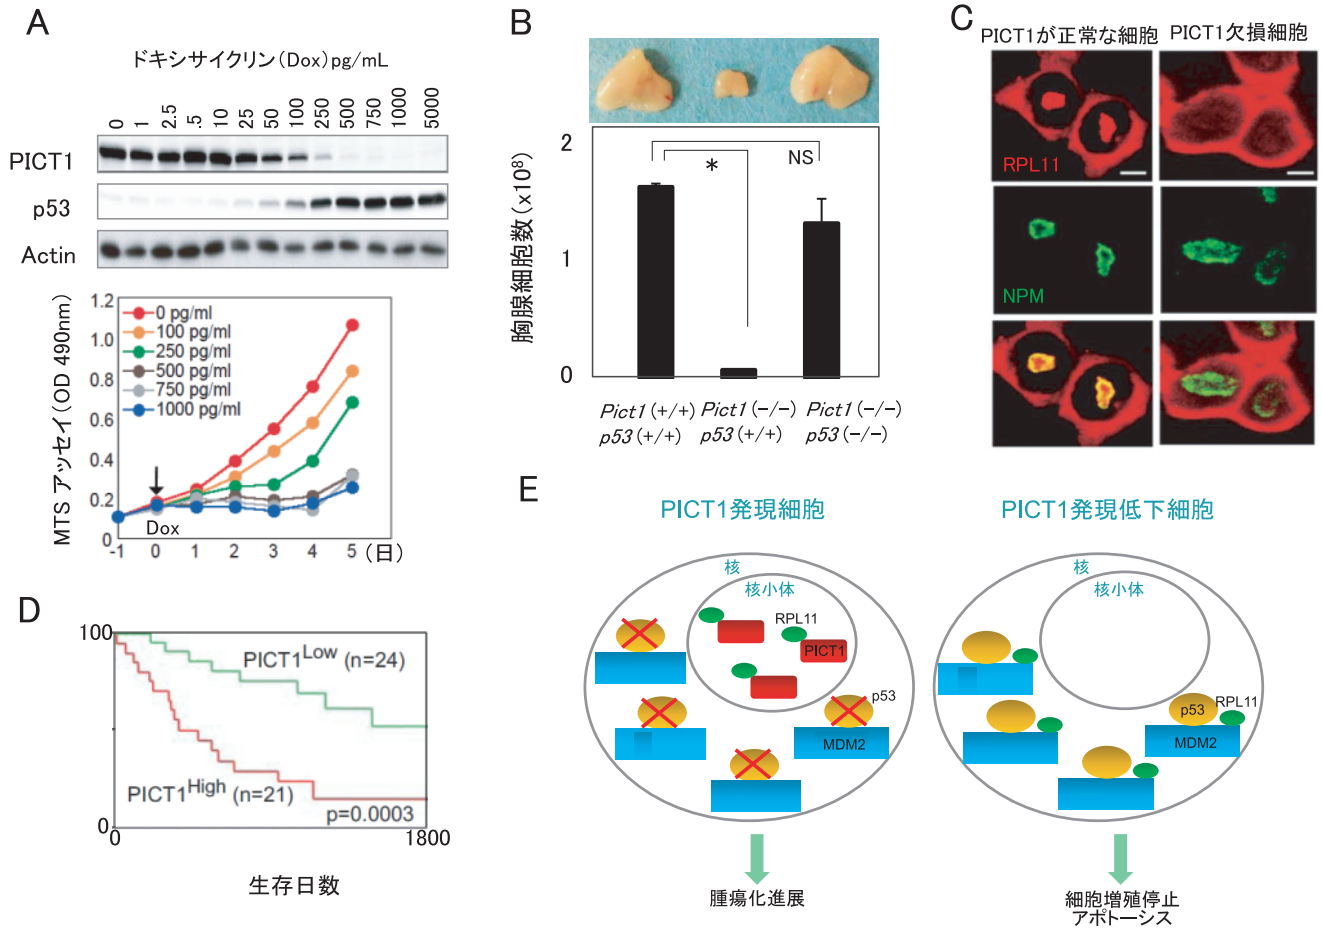 A
ドキシサイクリン(Dox)pg/mL
0 1 2.5 .5 10 25 50 100 250 500 750 1000 5000
PICT1
p53
Actin
MTS アッセイ(OD 490nm)
1.2
1.0
0.8
0.6
0.4
0.2
0
0 pg/ml
100 pg/ml
250 pg/ml
500 pg/ml
750 pg/ml
1000 pg/ml
Dox
-1 0 1 2 3 4 5 (日)
B
胸腺細胞数(x10⁸)
2
1
0
*
NS
Pict1(+/+) Pict1(−/−) Pict1(−/−)
p53(+/+) p53(+/+) p53(−/−)
C
PICT1が正常な細胞 PICT1欠損細胞
RPL11
NPM
D
100
0
PICT1Low (n=24)
PICT1High (n=21)
p=0.0003
0 1800
生存日数
E
PICT1発現細胞
核
核小体
RPL11
PICT1
p53
MDM2
腫瘍化進展
PICT1発現低下細胞
核
核小体
p53
RPL11
MDM2
細胞増殖停止
アポトーシス